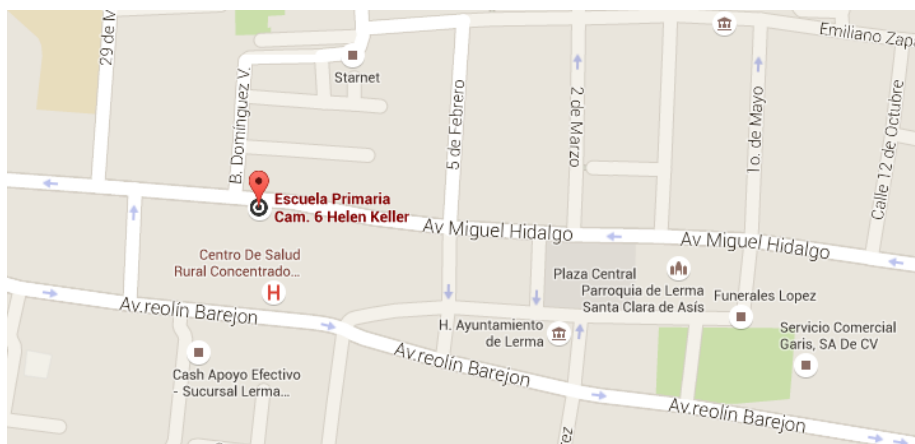 29 de M
B. Domínguez V.
Starnet
5 de Febrero
2 de Marzo
1o. de Mayo
Emiliano Zapa
Calle 12 de Octubre
Escuela Primaria
Cam. 6 Helen Keller
Av Miguel Hidalgo
Av Miguel Hidalgo
Centro De Salud
Rural Concentrado...
H
Plaza Central
Parroquia de Lerma
Santa Clara de Asís
Funerales Lopez
Av.reolín Barejon
H. Ayuntamiento
de Lerma
Servicio Comercial
Garis, SA De CV
Av.reolín Barejon
Cash Apoyo Efectivo
- Sucursal Lerma...
Av.reolín Barejon